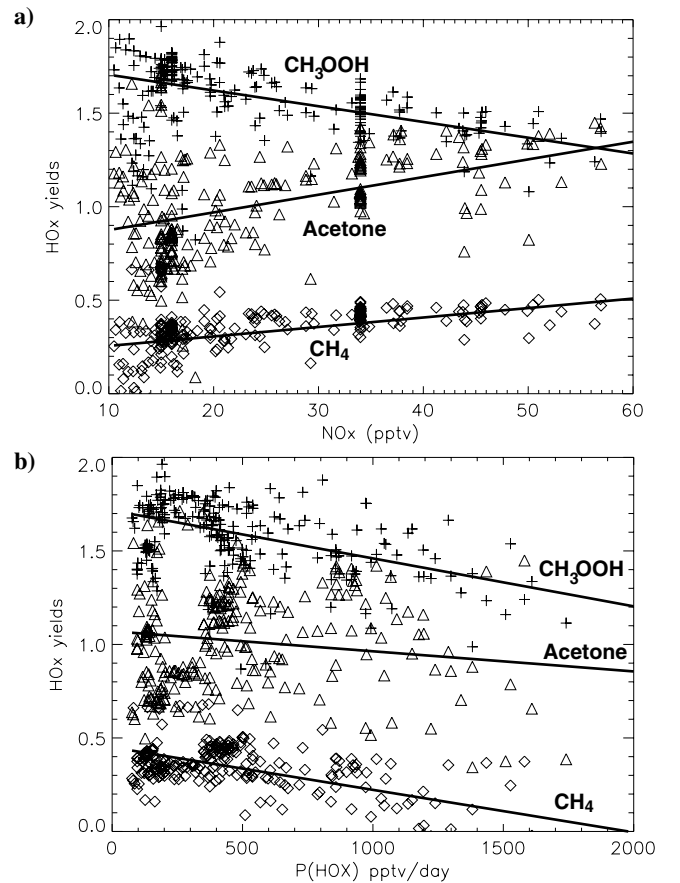 a)
2.0
1.5
1.0
0.5
0.0
HOx yields
CH3OOH
Acetone
CH4
10 20 30 40 50 60
NOx (pptv)
b)
2.0
1.5
1.0
0.5
0.0
HOx yields
CH3OOH
Acetone
CH4
0 500 1000 1500 2000
P(HOX) pptv/day